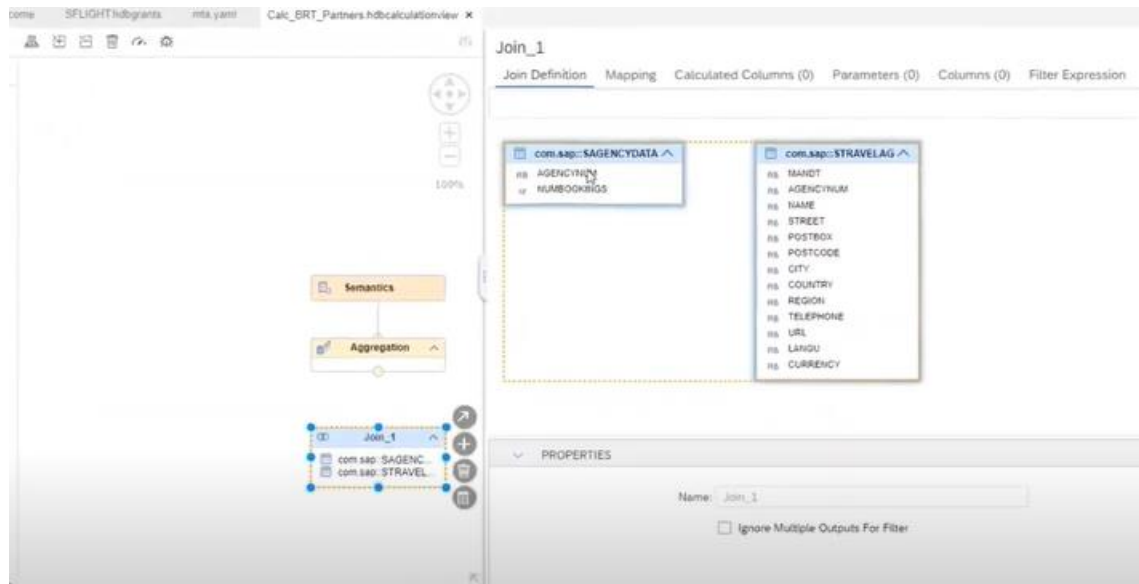 come SFLIGHT.hdbgrants mta.yaml Calc_BRT_Partners.hdbcalculationview ×
Join_1
Join Definition Mapping Calculated Columns (0) Parameters (0) Columns (0) Filter Expression
100%
com.sap::SAGENCYDATA
AGENCYNUM
NUMBOOKINGS
com.sap::STRAVELAG
MANDT
AGENCYNUM
NAME
STREET
POSTBOX
POSTCODE
CITY
COUNTRY
REGION
TELEPHONE
URL
LANGU
CURRENCY
Semantics
Aggregation
Join_1
com.sap::SAGENC...
com.sap::STRAVEL...
PROPERTIES
Name: Join_1
Ignore Multiple Outputs For Filter